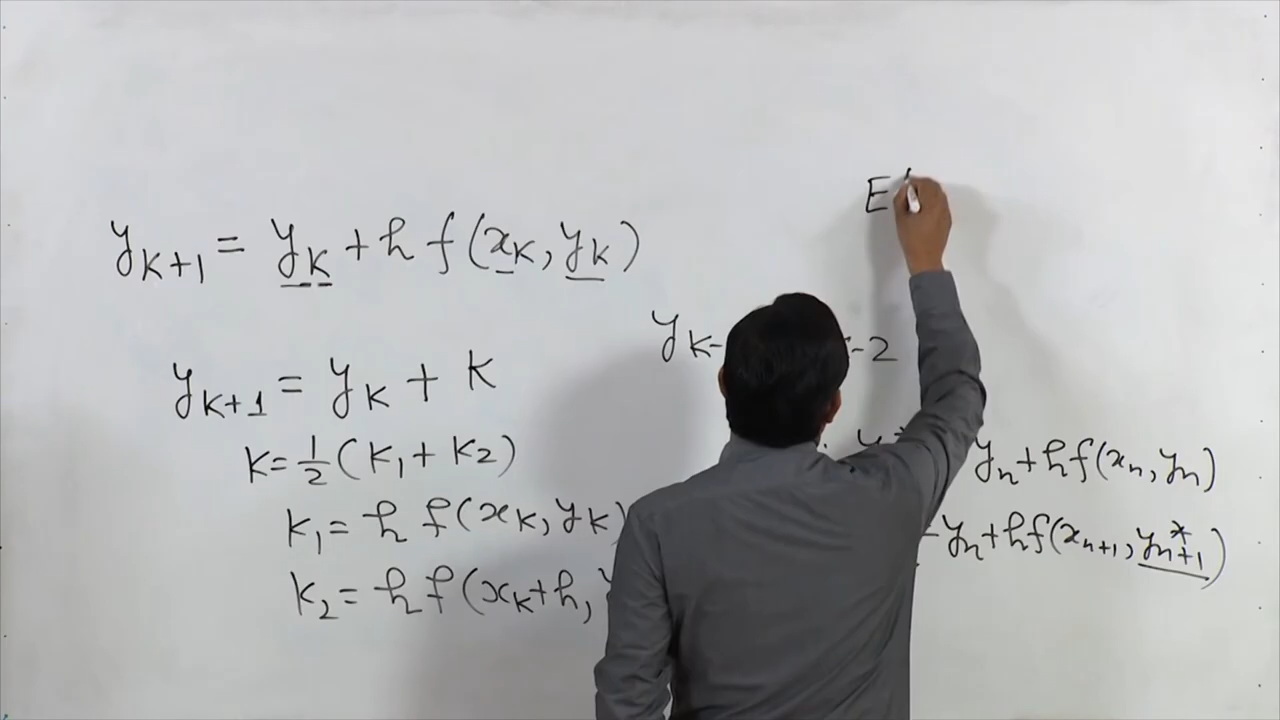 E
y_{k+1} = y_k + h f(x_k, y_k)
y_{k-
-2
y_{k+1} = y_k + k
k = 1/2 (k_1 + k_2)
y_n + h f(x_n, y_n)
k_1 = h f(x_k, y_k)
y_n + h f(x_{n+1}, y*_{n+1})
k_2 = h f(x_k + h,